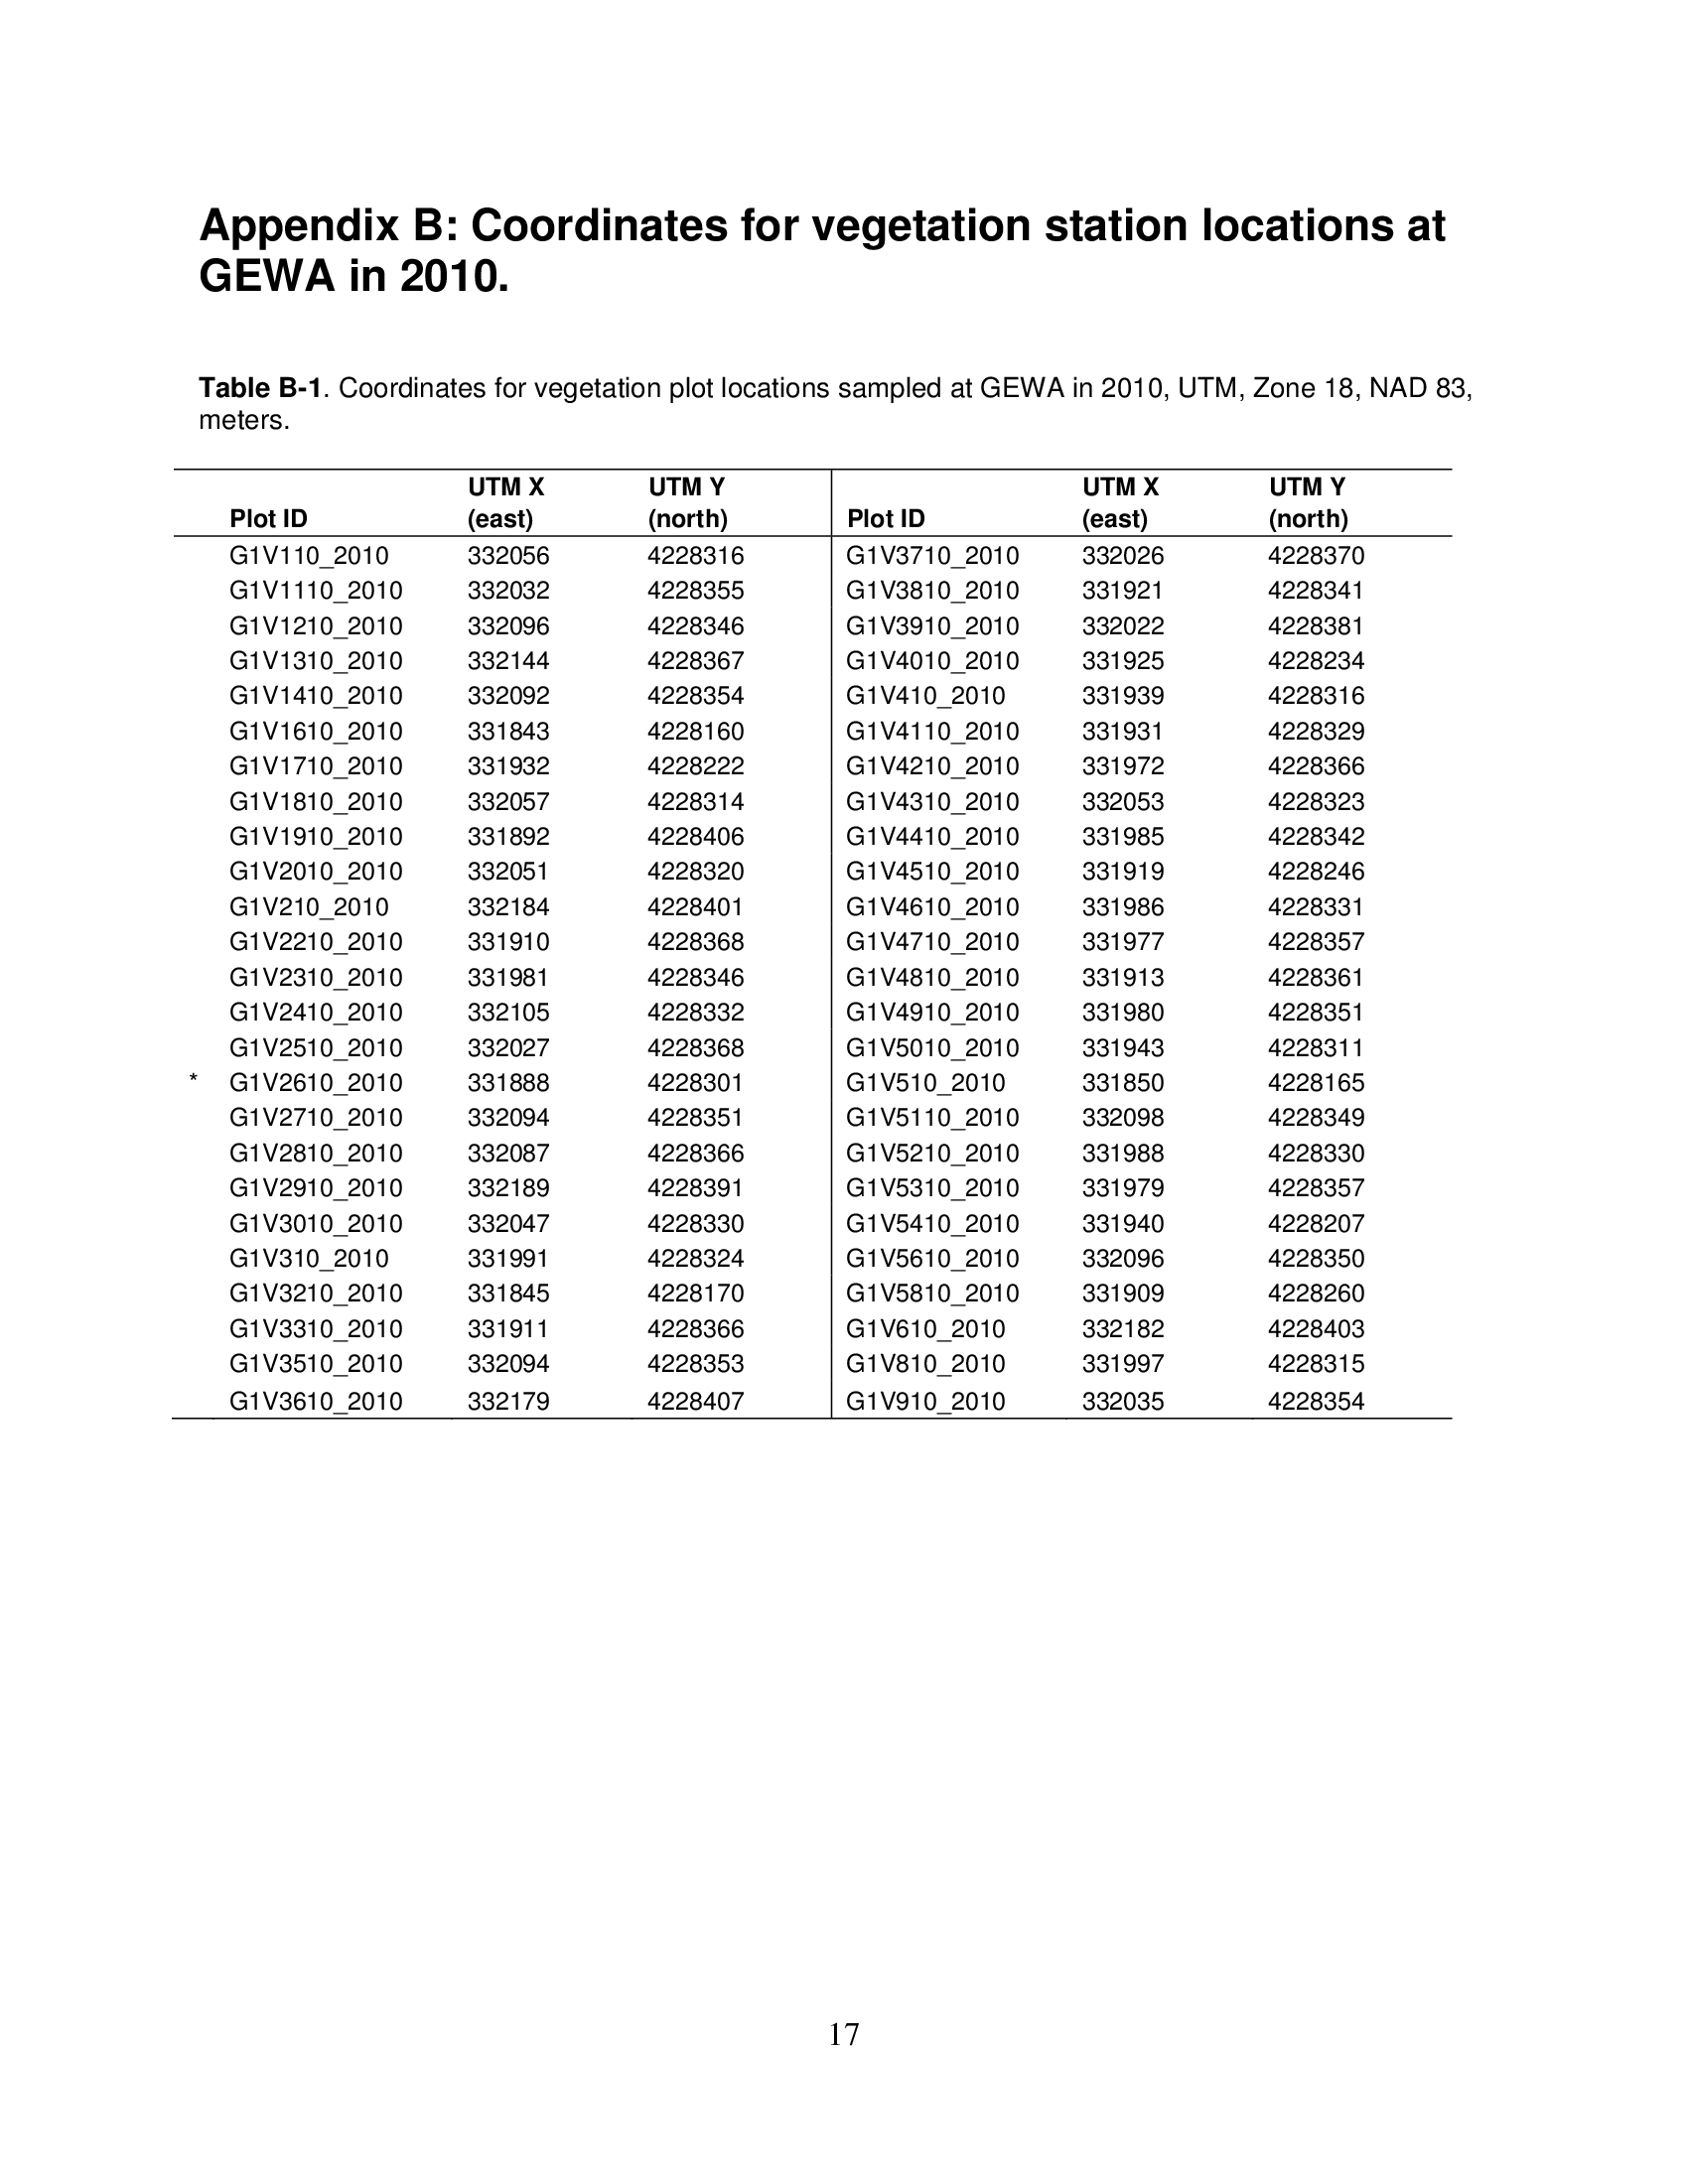 Appendix B: Coordinates for vegetation station locations at
GEWA in 2010.
Table B-1. Coordinates for vegetation plot locations sampled at GEWA in 2010, UTM, Zone 18, NAD 83,
meters.
UTM X UTM Y UTM X UTM Y
Plot ID (east) (north) Plot ID (east) (north)
G1V110_2010 332056 4228316 G1V3710_2010 332026 4228370
G1V1110_2010 332032 4228355 G1V3810_2010 331921 4228341
G1V1210_2010 332096 4228346 G1V3910_2010 332022 4228381
G1V1310_2010 332144 4228367 G1V4010_2010 331925 4228234
G1V1410_2010 332092 4228354 G1V410_2010 331939 4228316
G1V1610_2010 331843 4228160 G1V4110_2010 331931 4228329
G1V1710_2010 331932 4228222 G1V4210_2010 331972 4228366
G1V1810_2010 332057 4228314 G1V4310_2010 332053 4228323
G1V1910_2010 331892 4228406 G1V4410_2010 331985 4228342
G1V2010_2010 332051 4228320 G1V4510_2010 331919 4228246
G1V210_2010 332184 4228401 G1V4610_2010 331986 4228331
G1V2210_2010 331910 4228368 G1V4710_2010 331977 4228357
G1V2310_2010 331981 4228346 G1V4810_2010 331913 4228361
G1V2410_2010 332105 4228332 G1V4910_2010 331980 4228351
G1V2510_2010 332027 4228368 G1V5010_2010 331943 4228311
* G1V2610_2010 331888 4228301 G1V510_2010 331850 4228165
G1V2710_2010 332094 4228351 G1V5110_2010 332098 4228349
G1V2810_2010 332087 4228366 G1V5210_2010 331988 4228330
G1V2910_2010 332189 4228391 G1V5310_2010 331979 4228357
G1V3010_2010 332047 4228330 G1V5410_2010 331940 4228207
G1V310_2010 331991 4228324 G1V5610_2010 332096 4228350
G1V3210_2010 331845 4228170 G1V5810_2010 331909 4228260
G1V3310_2010 331911 4228366 G1V610_2010 332182 4228403
G1V3510_2010 332094 4228353 G1V810_2010 331997 4228315
G1V3610_2010 332179 4228407 G1V910_2010 332035 4228354
17